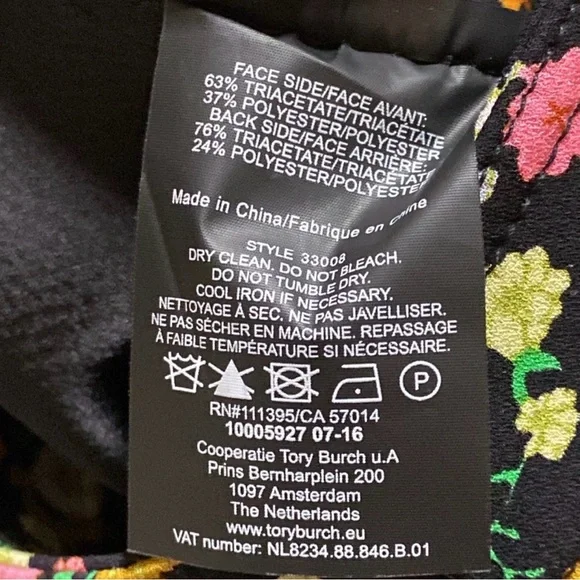 FACE SIDE/FACE AVANT:
63% TRIACETATE/TRIACÉTATE
37% POLYESTER/POLYESTER
BACK SIDE/FACE ARRIÈRE:
76% TRIACETATE/TRIACÉTATE
24% POLYESTER/POLYESTER
Made in China/Fabriqué en Chine
STYLE 33008
DRY CLEAN. DO NOT BLEACH.
DO NOT TUMBLE DRY.
COOL IRON IF NECESSARY.
NETTOYAGE À SEC. NE PAS JAVELLISER.
NE PAS SÉCHER EN MACHINE. REPASSAGE
À FAIBLE TEMPÉRATURE SI NÉCESSAIRE.
P
RN#111395/CA 57014
10005927 07-16
Cooperatie Tory Burch u.A
Prins Bernharplein 200
1097 Amsterdam
The Netherlands
www.toryburch.eu
VAT number: NL8234.88.846.B.01